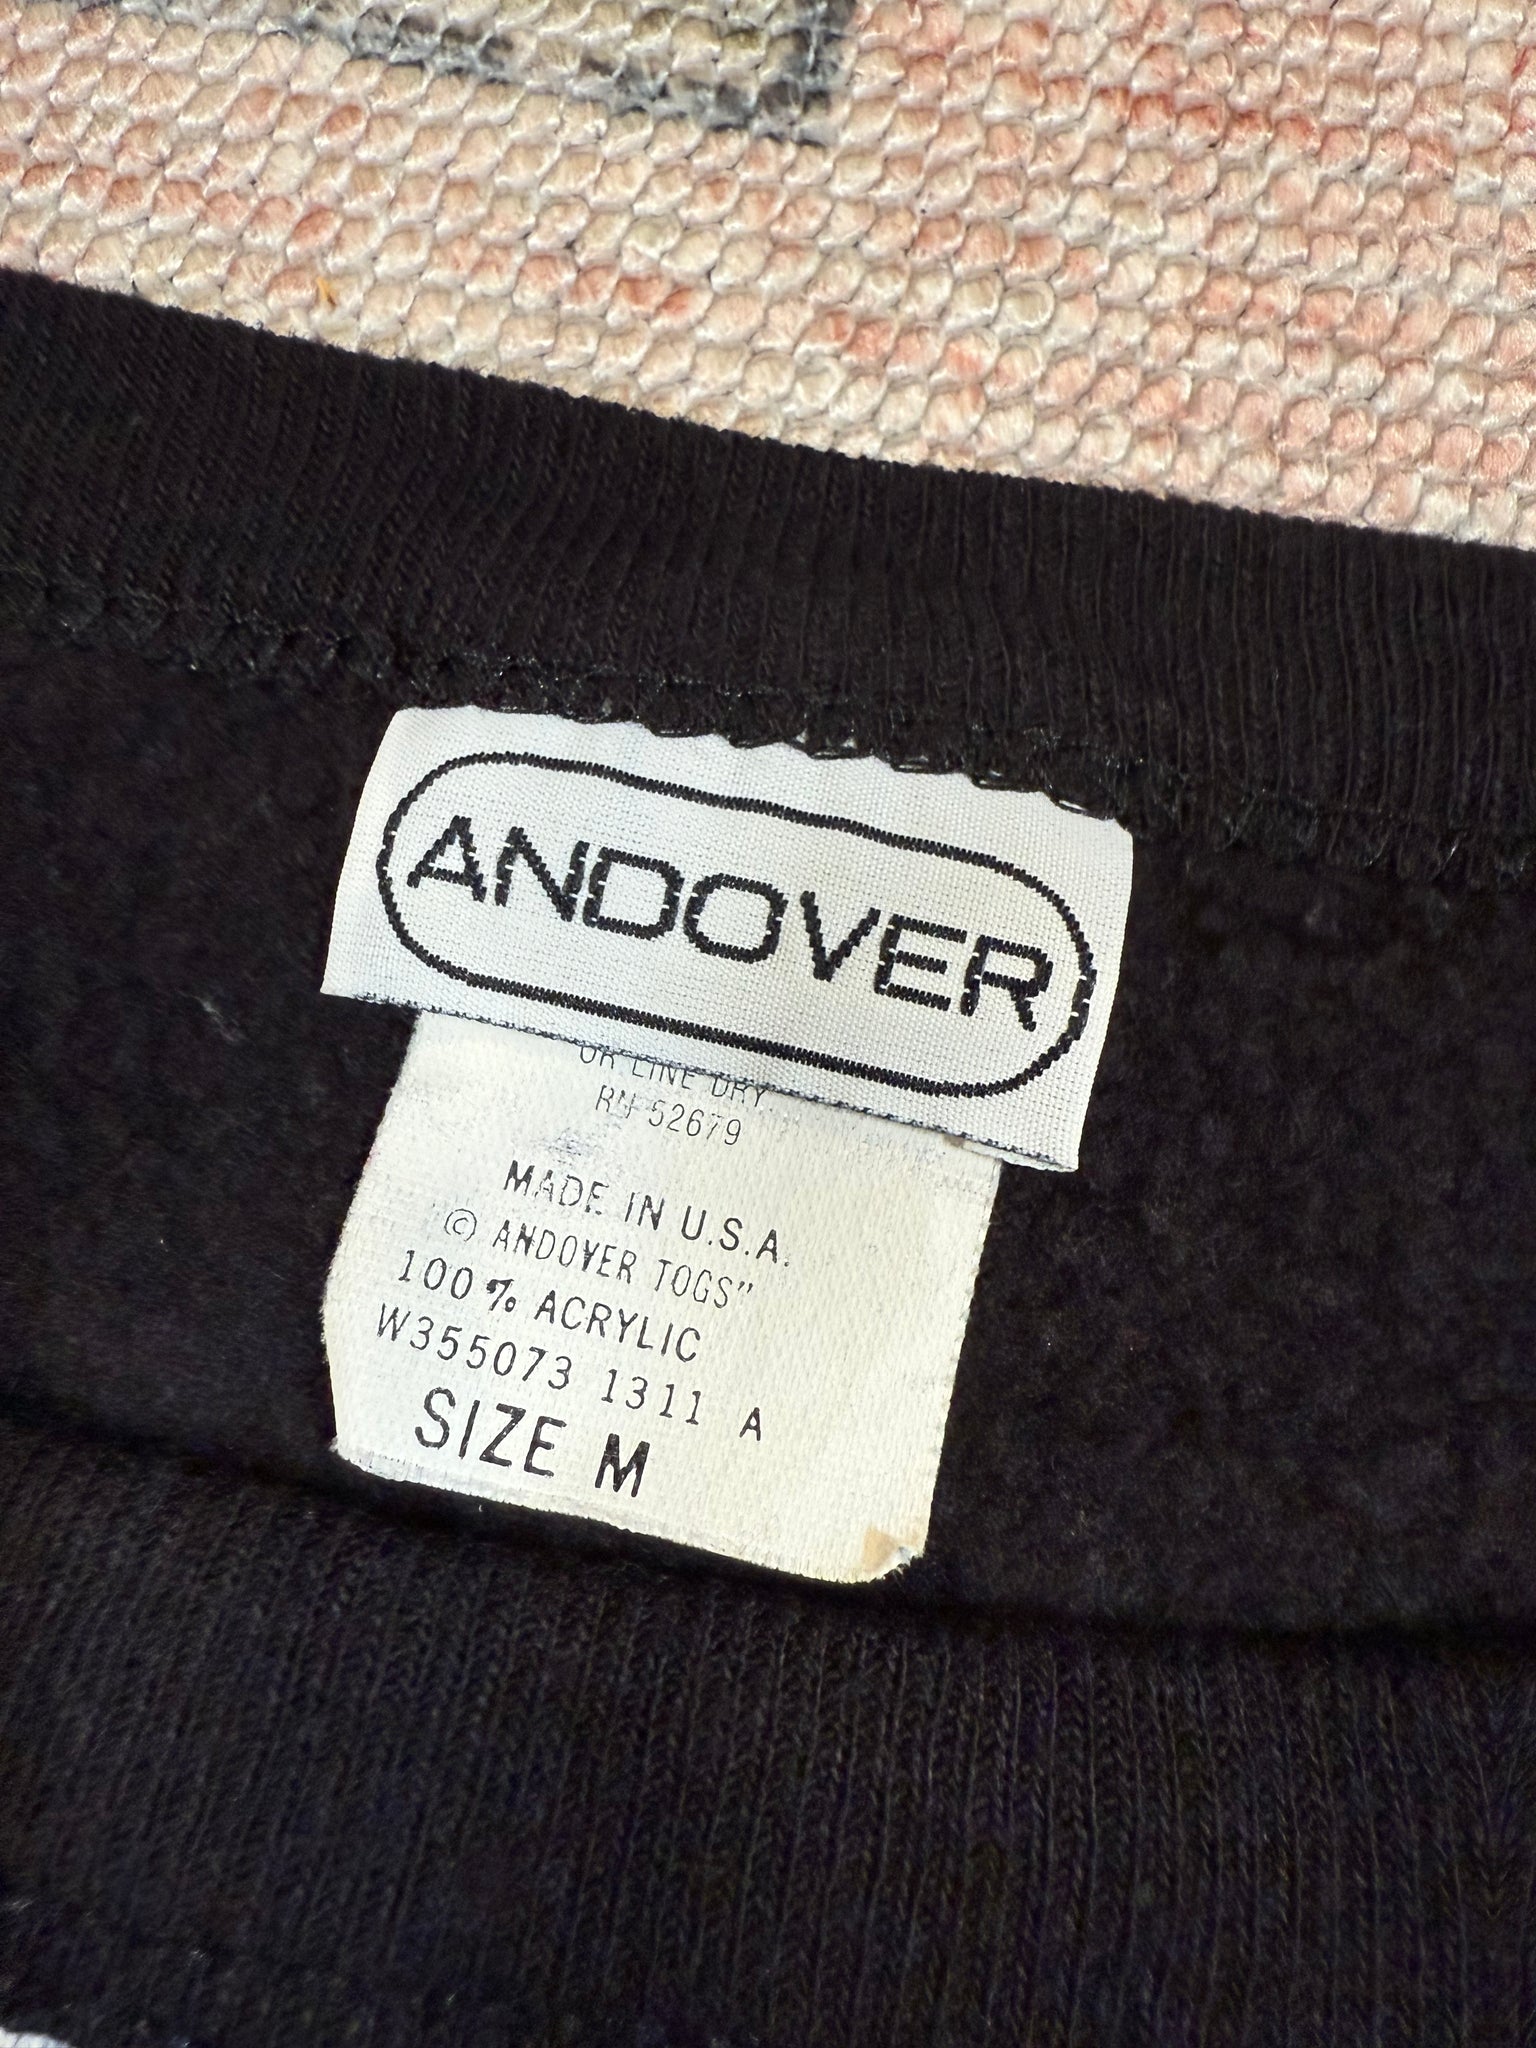 ANDOVER
OR LINE DRY
RN 52679
MADE IN U.S.A.
© ANDOVER TOGS"
100% ACRYLIC
W355073 1311 A
SIZE M